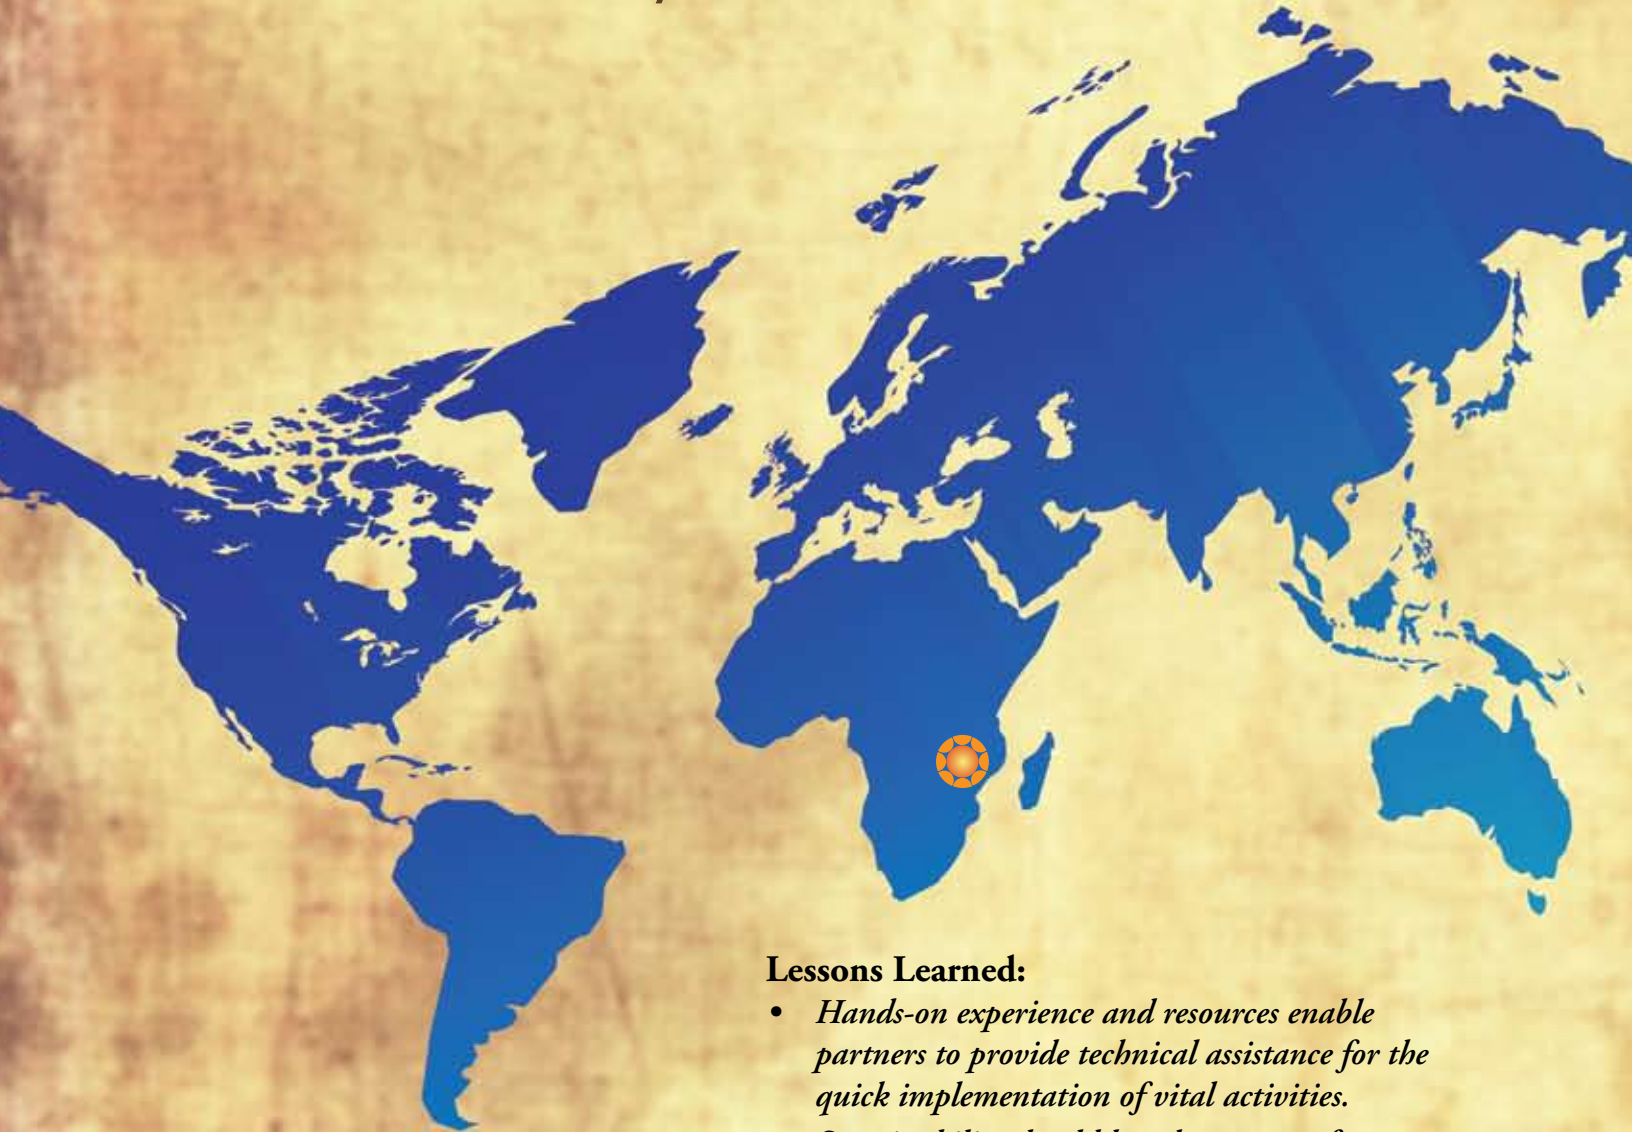 Lessons Learned:
• Hands-on experience and resources enable
partners to provide technical assistance for the
quick implementation of vital activities.